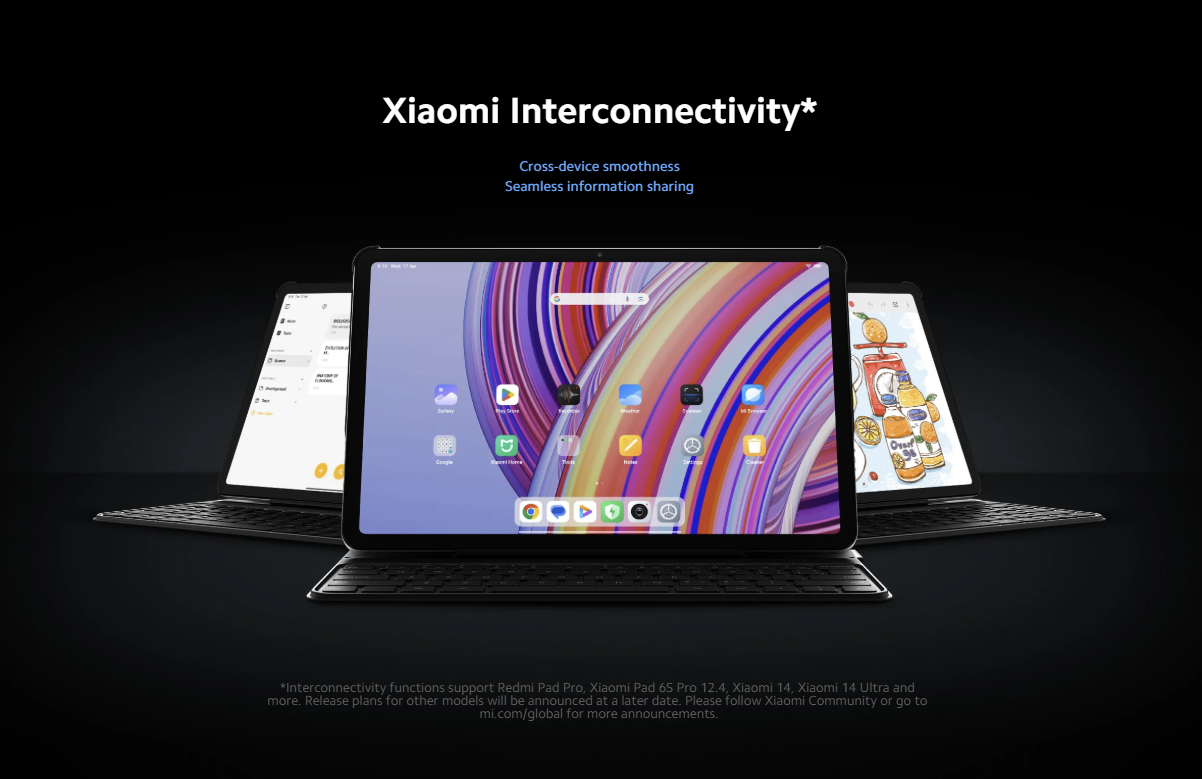 Xiaomi Interconnectivity*
Cross-device smoothness
Seamless information sharing
Gallery
Play Store
Recorder
Weather
Scanner
Mi Browser
Google
Xiaomi Home
Tools
Notes
Settings
Cleaner
*Interconnectivity functions support Redmi Pad Pro, Xiaomi Pad 6S Pro 12.4, Xiaomi 14, Xiaomi 14 Ultra and
more. Release plans for other models will be announced at a later date. Please follow Xiaomi Community or go to
mi.com/global for more announcements.